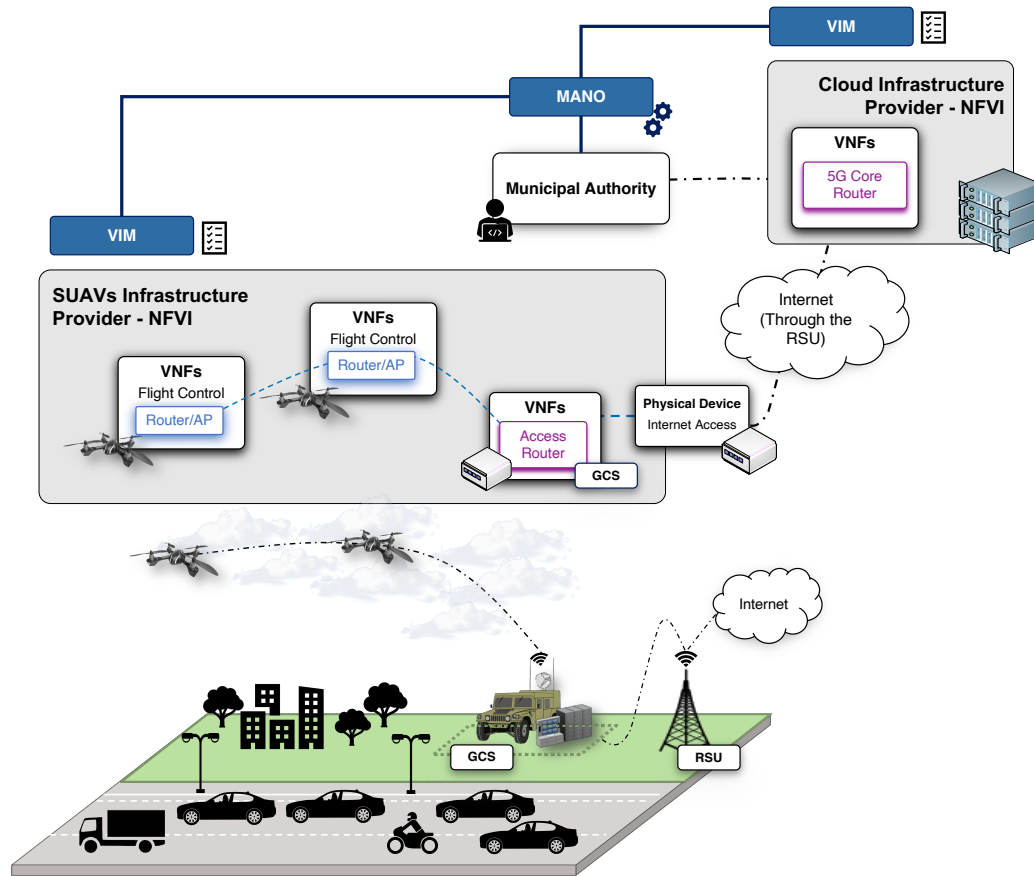 VIM
MANO
Cloud Infrastructure
Provider - NFVI
VNFs
5G Core
Router
Municipal Authority
</>
VIM
SUAVs Infrastructure
Provider - NFVI
VNFs
Flight Control
Router/AP
VNFs
Flight Control
Router/AP
VNFs
Access
Router
GCS
Physical Device
Internet Access
Internet
(Through the
RSU)
Internet
GCS
RSU